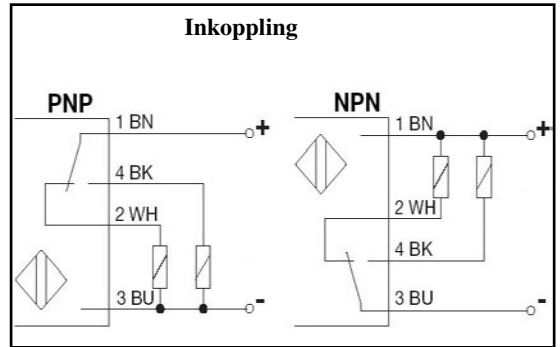 Inkoppling
PNP
1 BN
+
4 BK
2 WH
3 BU
-
NPN
1 BN
+
2 WH
4 BK
3 BU
-